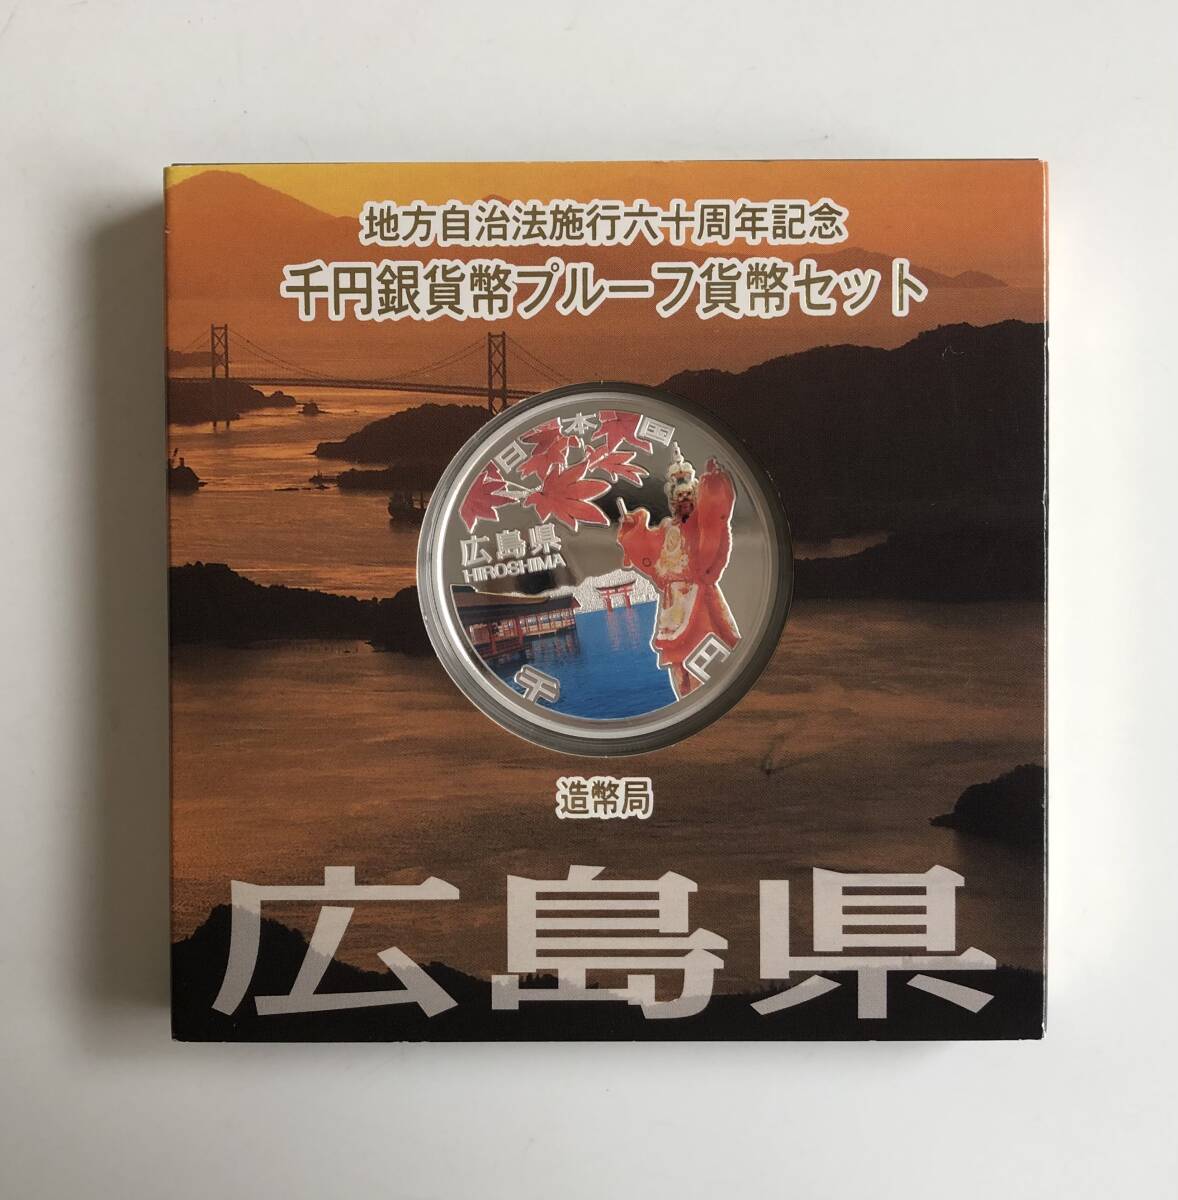 地方自治法施行六十周年記念
千円銀貨幣プルーフ貨幣セット
日本国
広島県
HIROSHIMA
千円
造幣局
広島県